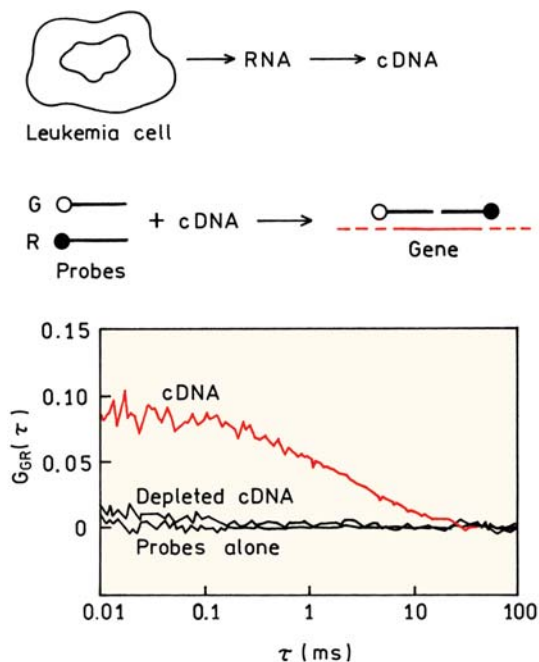 → RNA → cDNA
Leukemia cell
G
+ cDNA →
R
Probes
Gene
0.15
0.10
0.05
0
G_GR(τ)
cDNA
Depleted cDNA
Probes alone
0.01 0.1 1 10 100
τ (ms)